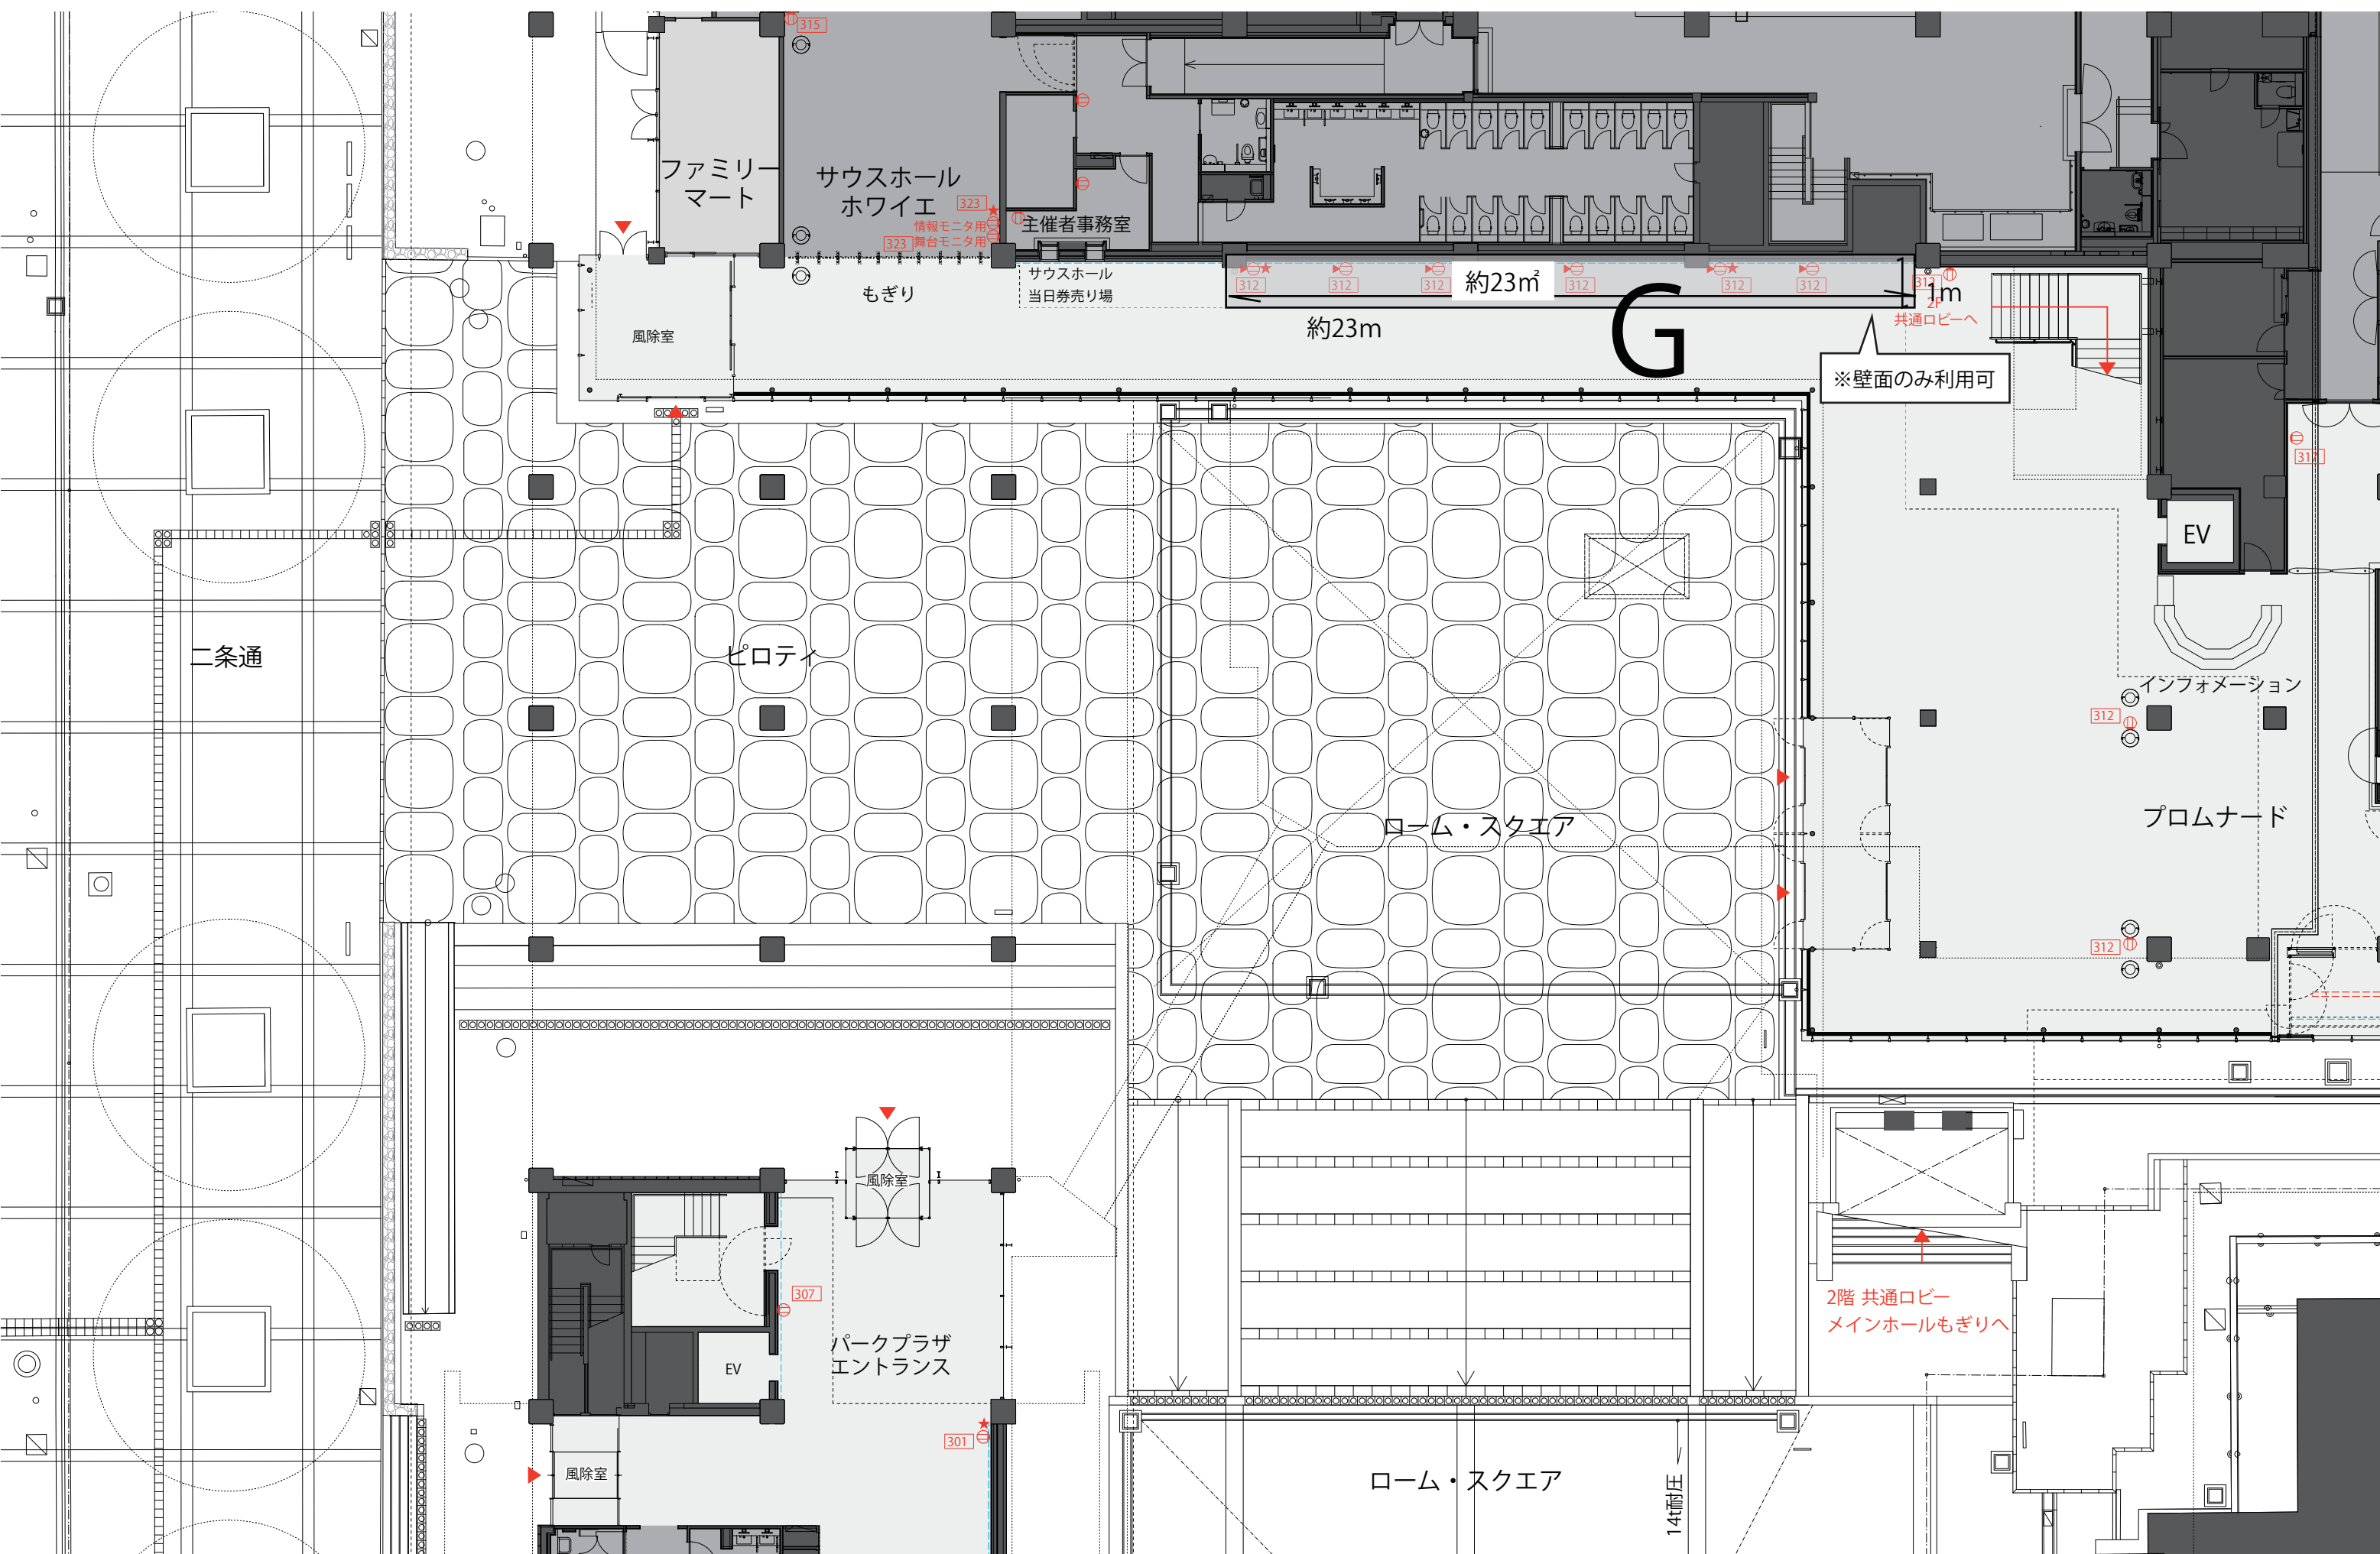 315
ファミリー
マート
サウスホール
ホワイエ
323
情報モニタ用
323
舞台モニタ用
主催者事務室
サウスホール
当日券売り場
もぎり
風除室
312
312
312
約23㎡
312
312
312
312
1m
2F
共通ロビーへ
約23m
G
※壁面のみ利用可
317
EV
二条通
ピロティ
インフォメーション
312
ローム・スクエア
プロムナード
312
風除室
307
2階 共通ロビー
メインホールもぎりへ
パークプラザ
エントランス
EV
301
風除室
ローム・スクエア
14t耐圧